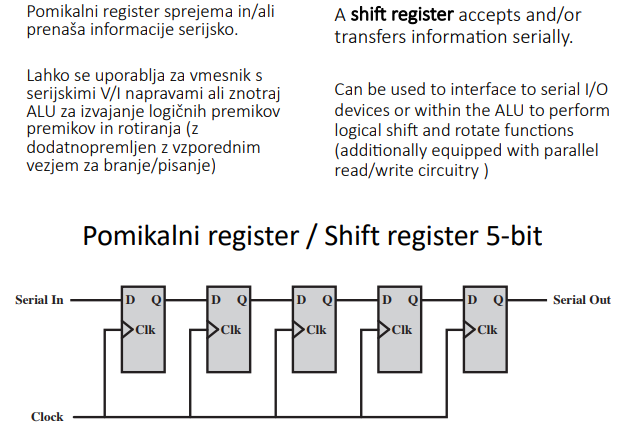 Pomikalni register sprejema in/ali
prenaša informacije serijsko.
Lahko se uporablja za vmesnik s
serijskimi V/I napravami ali znotraj
ALU za izvajanje logičnih premikov
premikov in rotiranja (z
dodatnopremljen z vzporednim
vezjem za branje/pisanje)
A shift register accepts and/or
transfers information serially.
Can be used to interface to serial I/O
devices or within the ALU to perform
logical shift and rotate functions
(additionally equipped with parallel
read/write circuitry )
Pomikalni register / Shift register 5-bit
Serial In D Q D Q D Q D Q D Q Serial Out
Clk Clk Clk Clk Clk
Clock